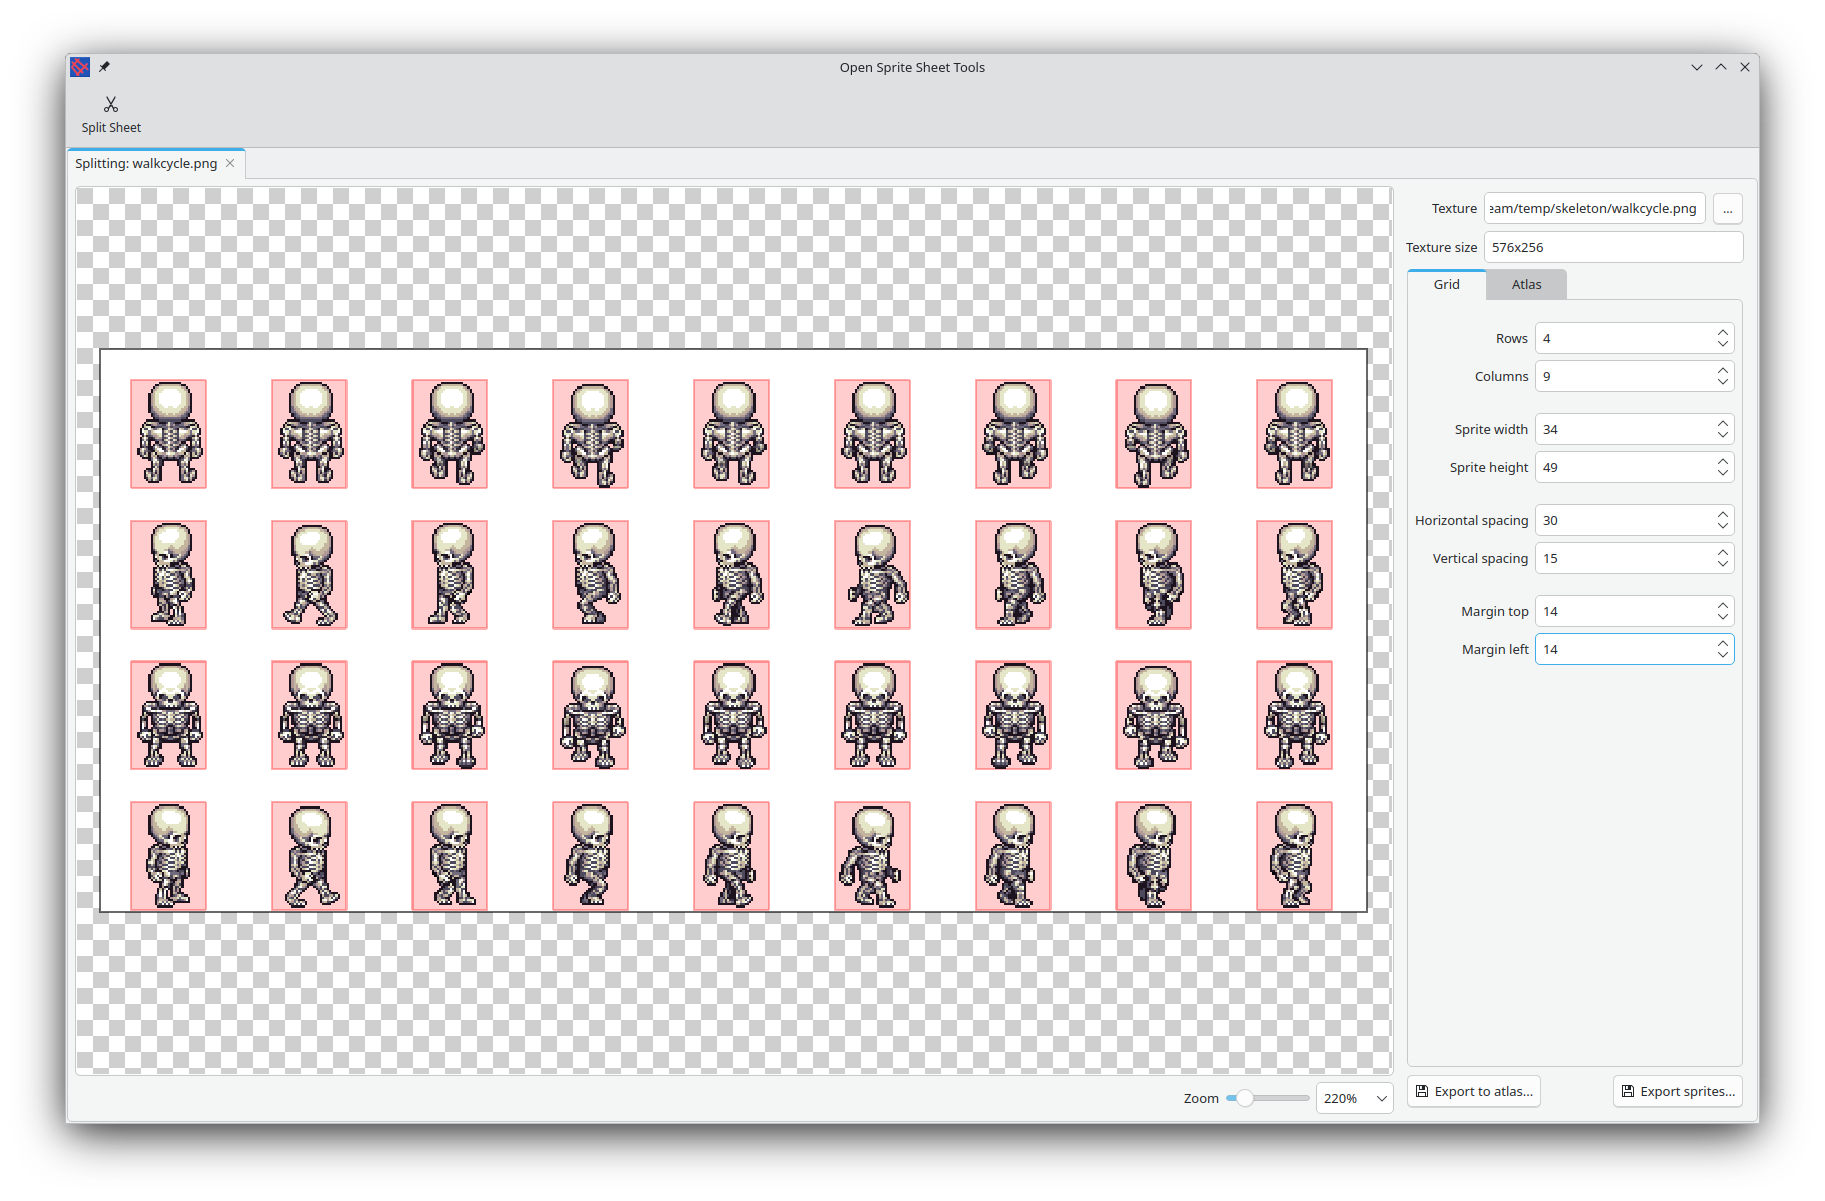 Open Sprite Sheet Tools
Split Sheet
Splitting: walkcycle.png
Texture
eam/temp/skeleton/walkcycle.png
...
Texture size
576x256
Grid
Atlas
Rows
4
Columns
9
Sprite width
34
Sprite height
49
Horizontal spacing
30
Vertical spacing
15
Margin top
14
Margin left
14
Zoom
220%
Export to atlas...
Export sprites...